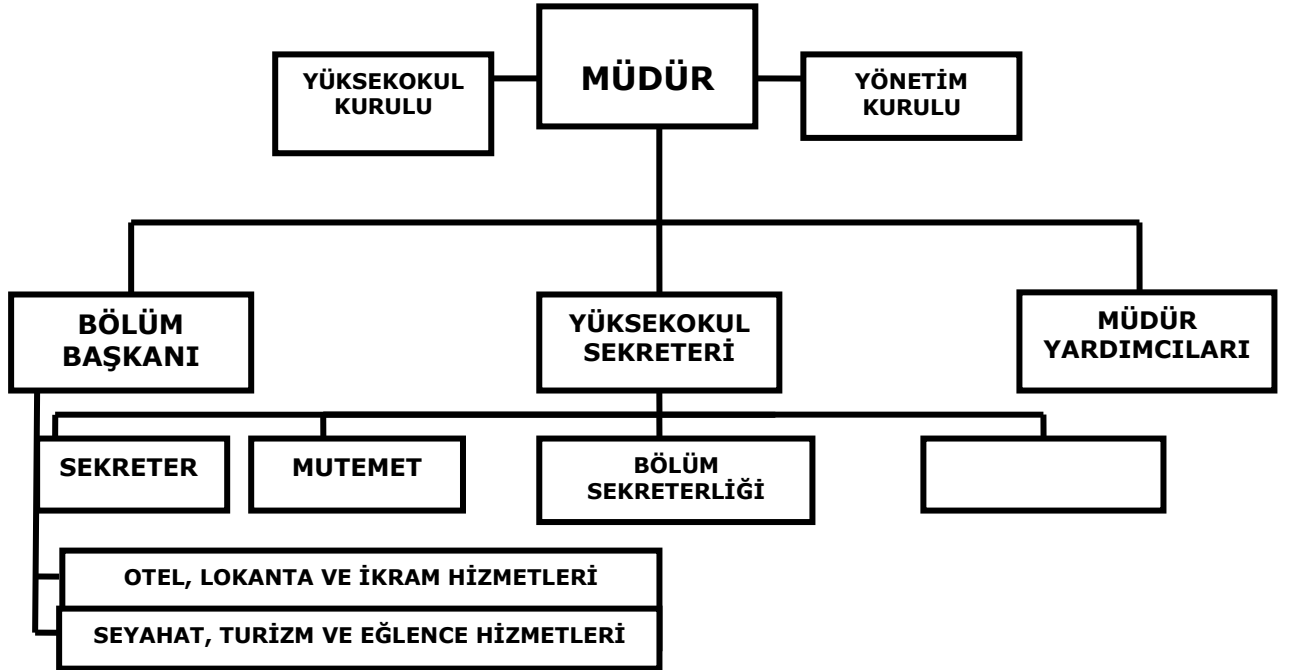 YÜKSEKOKUL
KURULU
MÜDÜR
YÖNETİM
KURULU
BÖLÜM
BAŞKANI
YÜKSEKOKUL
SEKRETERİ
MÜDÜR
YARDIMCILARI
SEKRETER
MUTEMET
BÖLÜM
SEKRETERLİĞİ
OTEL, LOKANTA VE İKRAM HİZMETLERİ
SEYAHAT, TURİZM VE EĞLENCE HİZMETLERİ